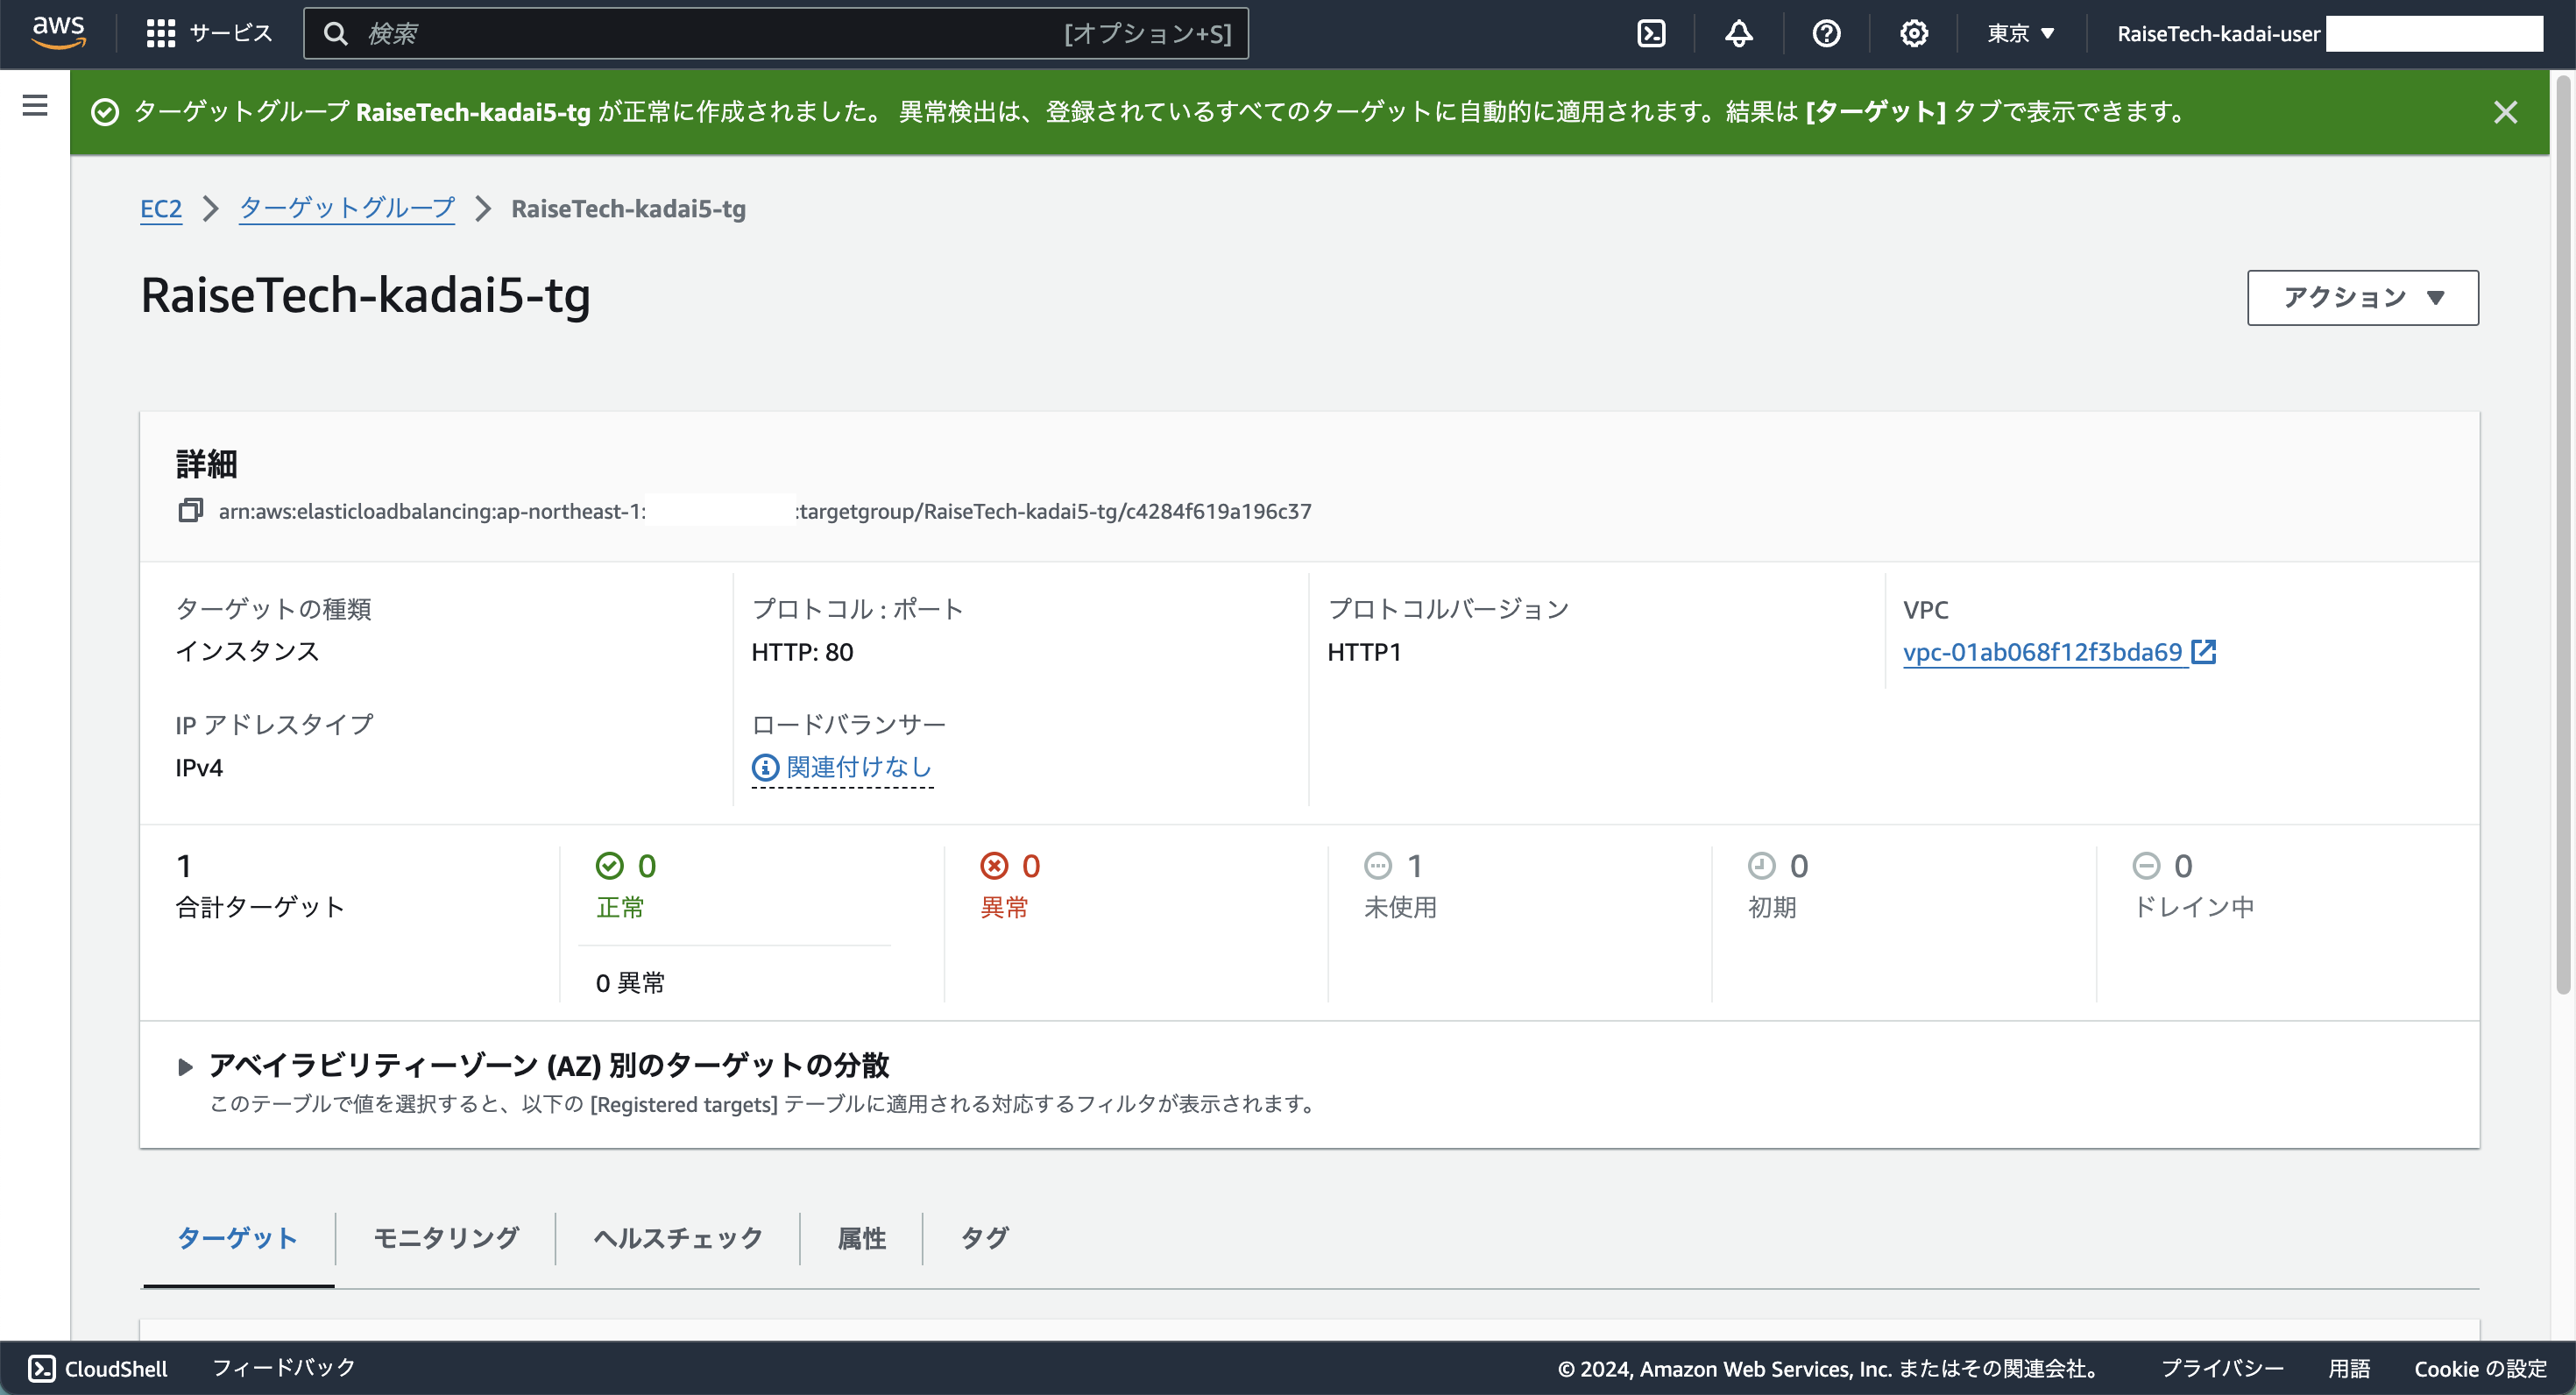 aws サービス 検索 [オプション+S] 東京 RaiseTech-kadai-user
ターゲットグループ RaiseTech-kadai5-tg が正常に作成されました。 異常検出は、登録されているすべてのターゲットに自動的に適用されます。結果は [ターゲット] タブで表示できます。
EC2 ターゲットグループ RaiseTech-kadai5-tg
RaiseTech-kadai5-tg
アクション
詳細
arn:aws:elasticloadbalancing:ap-northeast-1: :targetgroup/RaiseTech-kadai5-tg/c4284f619a196c37
ターゲットの種類
インスタンス
プロトコル : ポート
HTTP: 80
プロトコルバージョン
HTTP1
VPC
vpc-01ab068f12f3bda69
IP アドレスタイプ
IPv4
ロードバランサー
関連付けなし
1
合計ターゲット
0
正常
0 異常
0
異常
1
未使用
0
初期
0
ドレイン中
アベイラビリティーゾーン (AZ) 別のターゲットの分散
このテーブルで値を選択すると、以下の [Registered targets] テーブルに適用される対応するフィルタが表示されます。
ターゲット モニタリング ヘルスチェック 属性 タグ
CloudShell フィードバック © 2024, Amazon Web Services, Inc. またはその関連会社。 プライバシー 用語 Cookie の設定